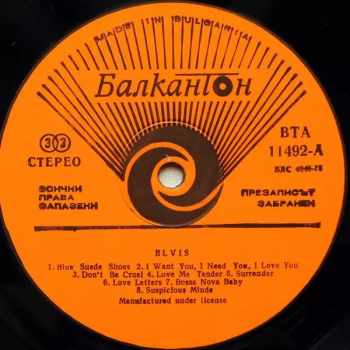 MADE IN BULGARIA
Балкантон
33
СТЕРЕО
ВТА
11492-А
БДС
ВСИЧКИ
ПРАВА
ЗАПАЗЕНИ
ПРЕЗАПИСЪТ
ЗАБРАНЕН
ELVIS
1. Blue Suede Shoes 2. I Want You, I Need You, I Love You
3. Don't Be Cruel 4. Love Me Tender 5. Surrender
6. Love Letters 7. Bossa Nova Baby
8. Suspicious Minds
Manufactured under license